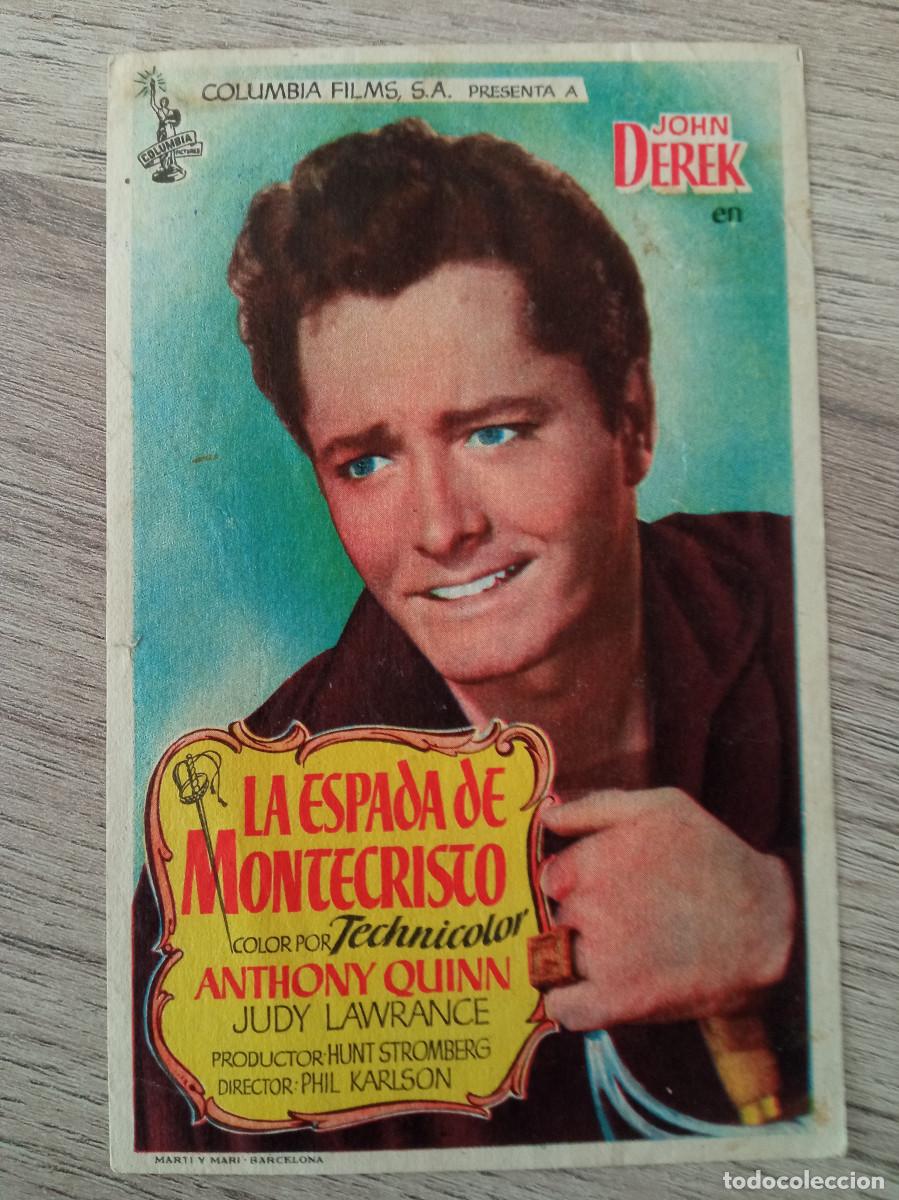 COLUMBIA FILMS, S.A. PRESENTA A
COLUMBIA
PICTURES
JOHN
DEREK
en
LA ESPADA DE
MONTECRISTO
COLOR POR Technicolor
ANTHONY QUINN
JUDY LAWRANCE
PRODUCTOR: HUNT STROMBERG
DIRECTOR: PHIL KARLSON
MARTI Y MARI - BARCELONA
todocoleccion